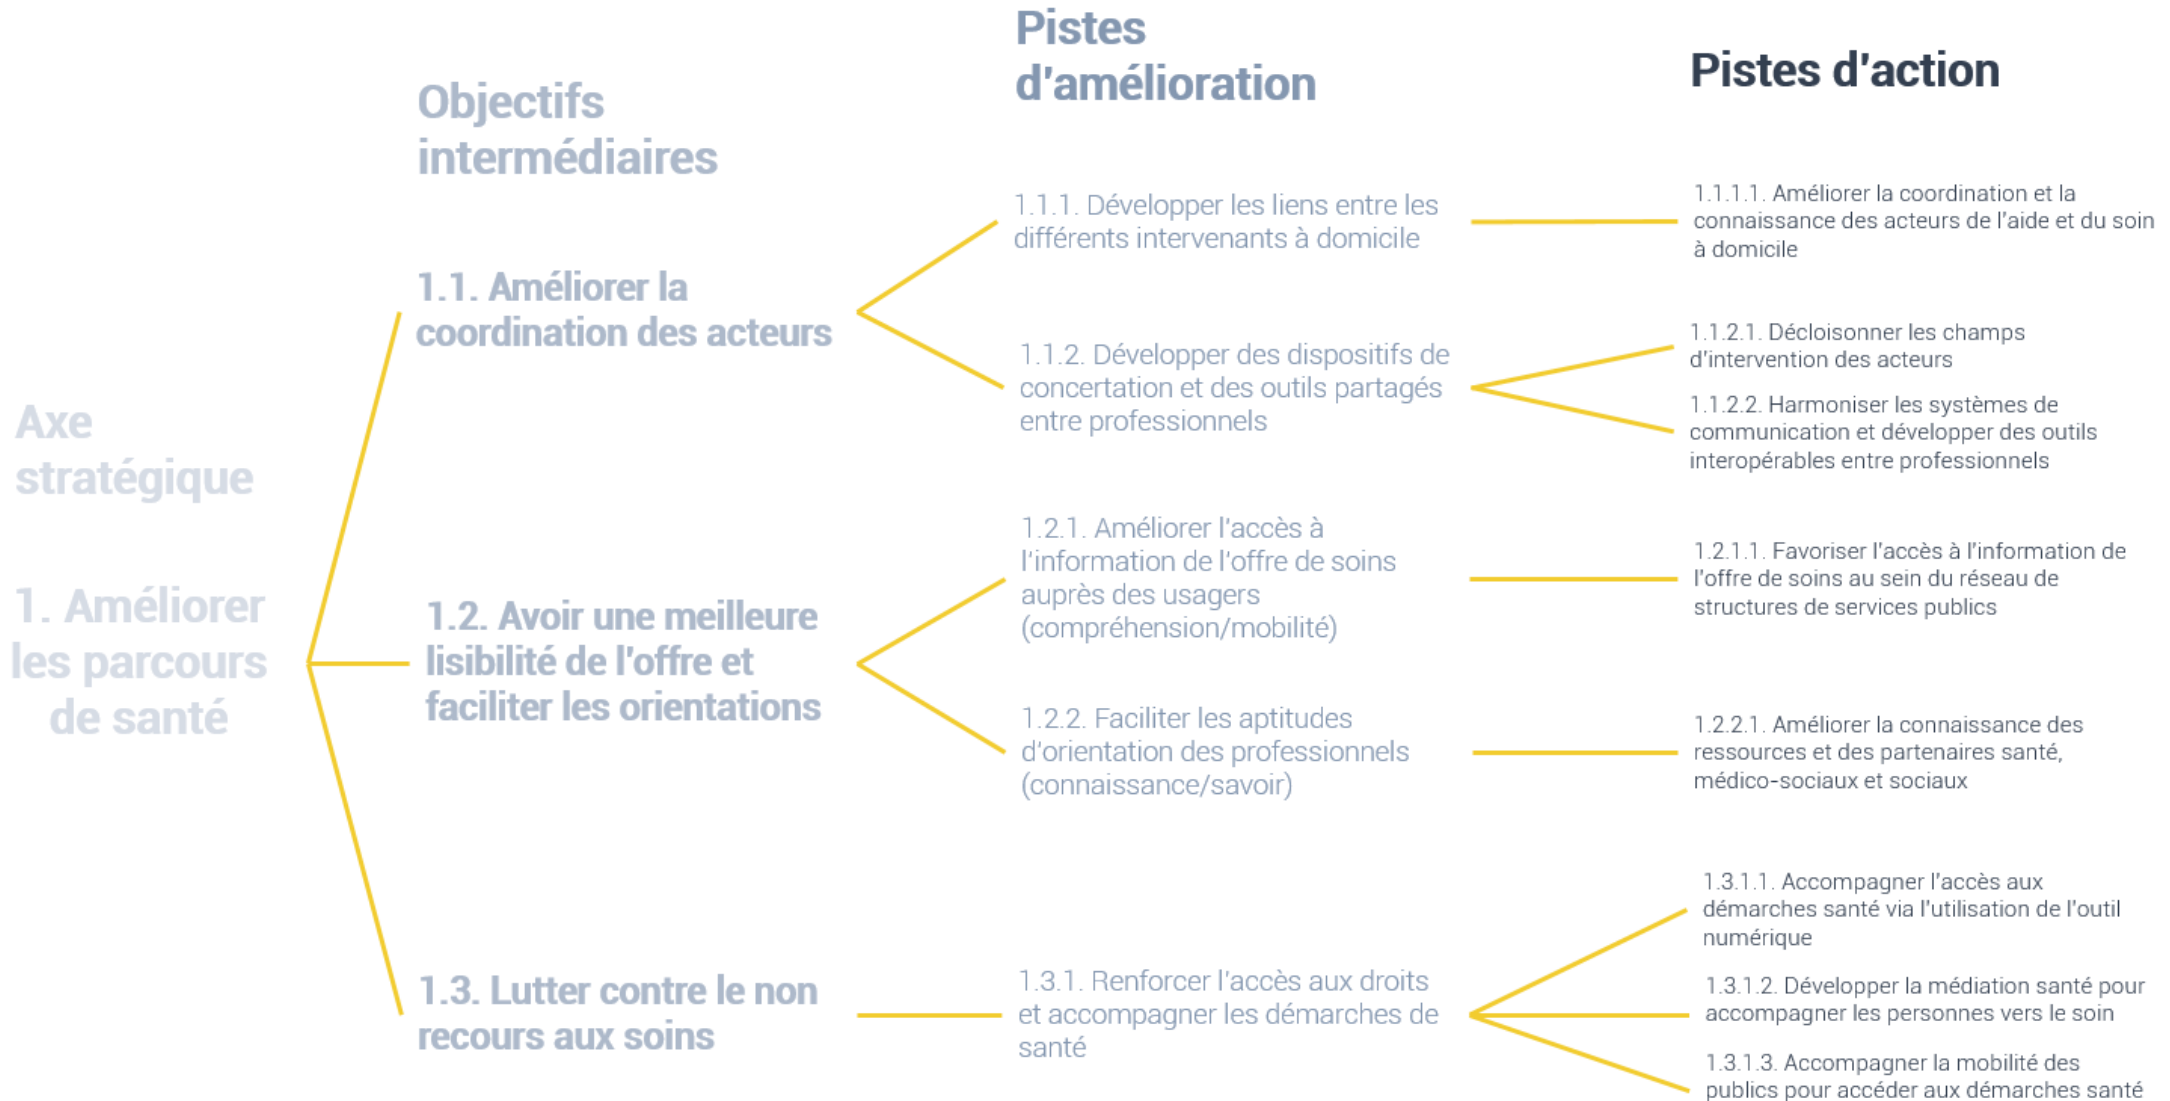 Axe
stratégique
1. Améliorer
les parcours
de santé
Objectifs
intermédiaires
1.1. Améliorer la
coordination des acteurs
1.2. Avoir une meilleure
lisibilité de l'offre et
faciliter les orientations
1.3. Lutter contre le non
recours aux soins
Pistes
d'amélioration
1.1.1. Développer les liens entre les
différents intervenants à domicile
1.1.2. Développer des dispositifs de
concertation et des outils partagés
entre professionnels
1.2.1. Améliorer l'accès à
l'information de l'offre de soins
auprès des usagers
(compréhension/mobilité)
1.2.2. Faciliter les aptitudes
d'orientation des professionnels
(connaissance/savoir)
1.3.1. Renforcer l'accès aux droits
et accompagner les démarches de
santé
Pistes d'action
1.1.1.1. Améliorer la coordination et la
connaissance des acteurs de l'aide et du soin
à domicile
1.1.2.1. Décloisonner les champs
d'intervention des acteurs
1.1.2.2. Harmoniser les systèmes de
communication et développer des outils
interopérables entre professionnels
1.2.1.1. Favoriser l'accès à l'information de
l'offre de soins au sein du réseau de
structures de services publics
1.2.2.1. Améliorer la connaissance des
ressources et des partenaires santé,
médico-sociaux et sociaux
1.3.1.1. Accompagner l'accès aux
démarches santé via l'utilisation de l'outil
numérique
1.3.1.2. Développer la médiation santé pour
accompagner les personnes vers le soin
1.3.1.3. Accompagner la mobilité des
publics pour accéder aux démarches santé